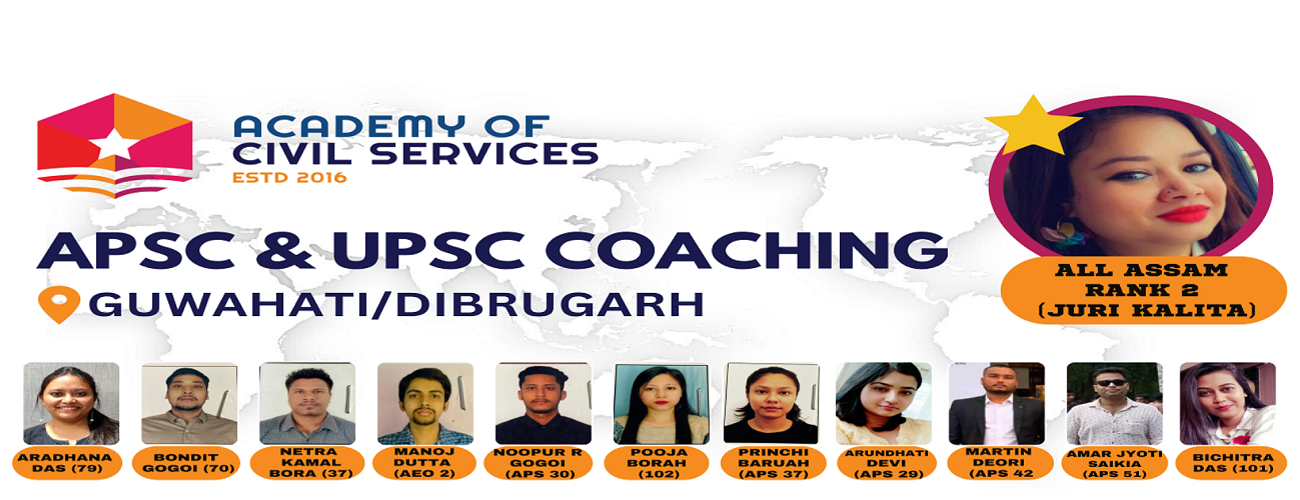 ACADEMY OF
CIVIL SERVICES
ESTD 2016
APSC & UPSC COACHING
GUWAHATI/DIBRUGARH
ALL ASSAM
RANK 2
(JURI KALITA)
ARADHANA
DAS (79)
BONDIT
GOGOI (70)
NETRA
KAMAL
BORA (37)
MANOJ
DUTTA
(AEO 2)
NOOPUR R
GOGOI
(APS 30)
POOJA
BORAH
(102)
PRINCHI
BARUAH
(APS 37)
ARUNDHATI
DEVI
(APS 29)
MARTIN
DEORI
(APS 42
AMAR JYOTI
SAIKIA
(APS 51)
BICHITRA
DAS (101)